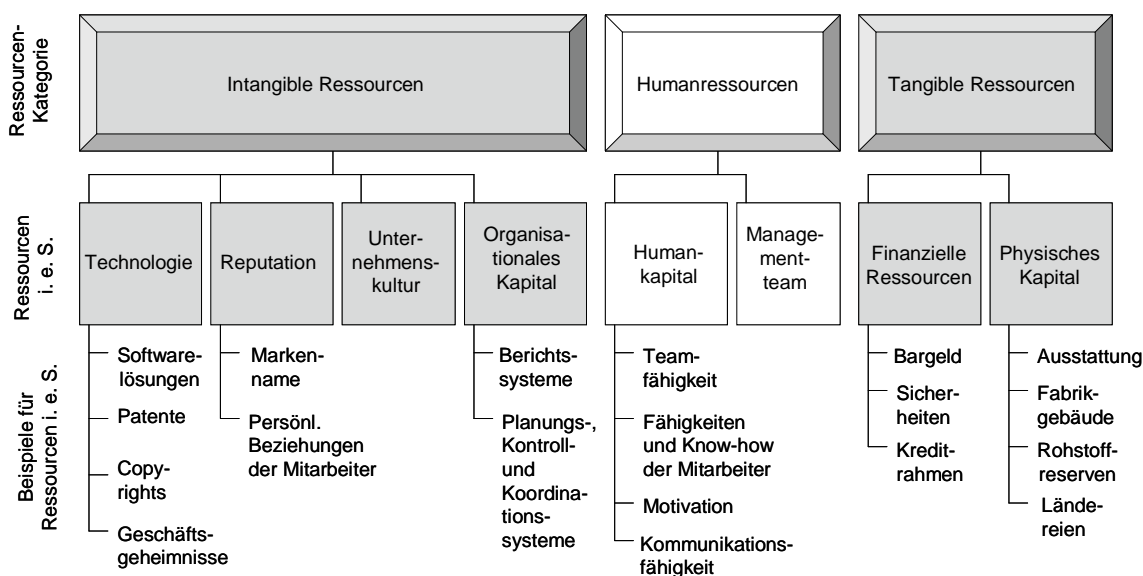 Ressourcen-
Kategorie
Intangible Ressourcen
Humanressourcen
Tangible Ressourcen
Ressourcen
i. e. S.
Technologie
Reputation
Unter-
nehmens-
kultur
Organisa-
tionales
Kapital
Human-
kapital
Manage-
ment-
team
Finanzielle
Ressourcen
Physisches
Kapital
Beispiele für
Ressourcen i. e. S.
Software-
lösungen
Patente
Copy-
rights
Geschäfts-
geheimnisse
Marken-
name
Persönl.
Beziehungen
der Mitarbeiter
Berichts-
systeme
Planungs-,
Kontroll-
und
Koordina-
tions-
systeme
Team-
fähigkeit
Fähigkeiten
und Know-how
der Mitarbeiter
Motivation
Kommunikations-
fähigkeit
Bargeld
Sicher-
heiten
Kredit-
rahmen
Ausstattung
Fabrik-
gebäude
Rohstoff-
reserven
Lände-
reien